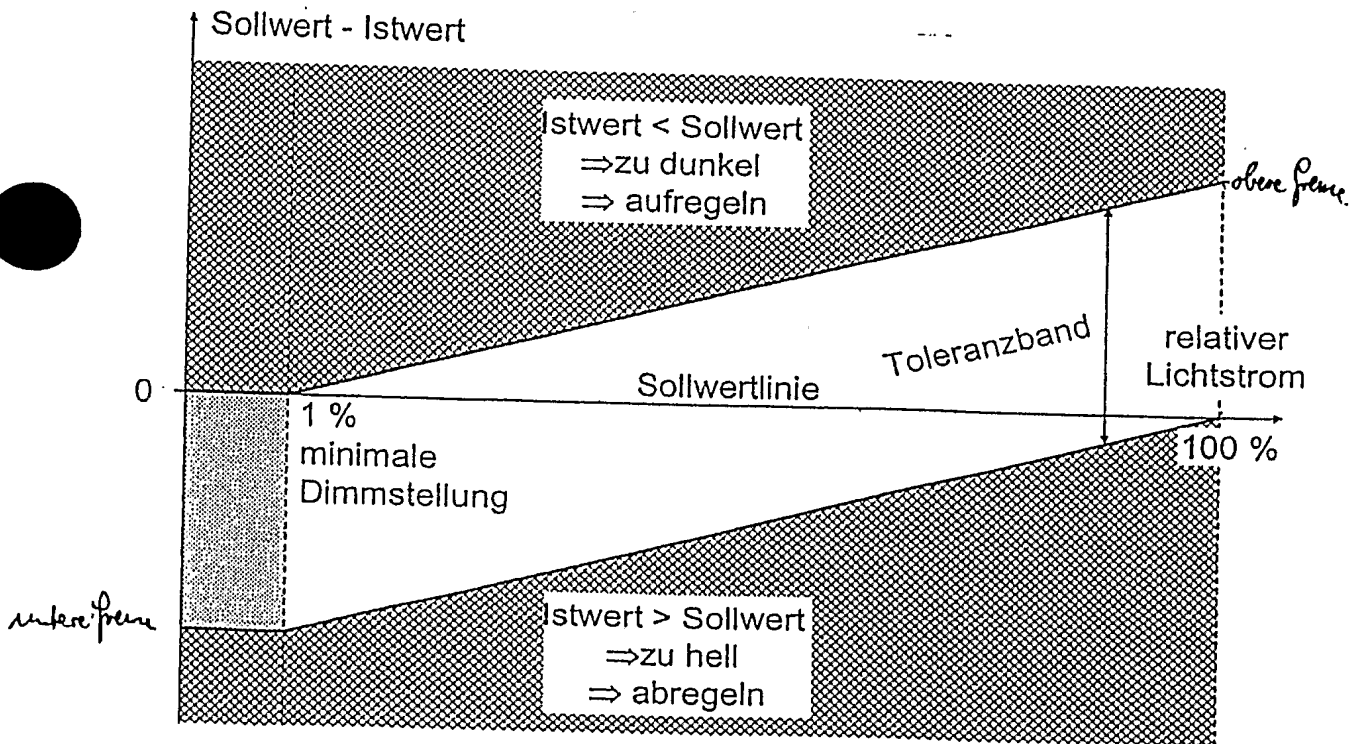 Sollwert - Istwert
Istwert < Sollwert
⇒zu dunkel
⇒ aufregeln
obere Grenze
Toleranzband
relativer
Lichtstrom
0
Sollwertlinie
1 %
minimale
Dimmstellung
100 %
untere Grenze
Istwert > Sollwert
⇒zu hell
⇒ abregeln